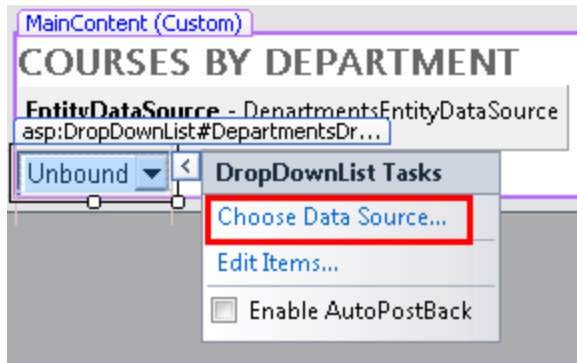 MainContent (Custom)
COURSES BY DEPARTMENT
EntityDataSource - DepartmentsEntityDataSource
asp:DropDownList#DepartmentsDr...
Unbound
<
DropDownList Tasks
Choose Data Source...
Edit Items...
Enable AutoPostBack